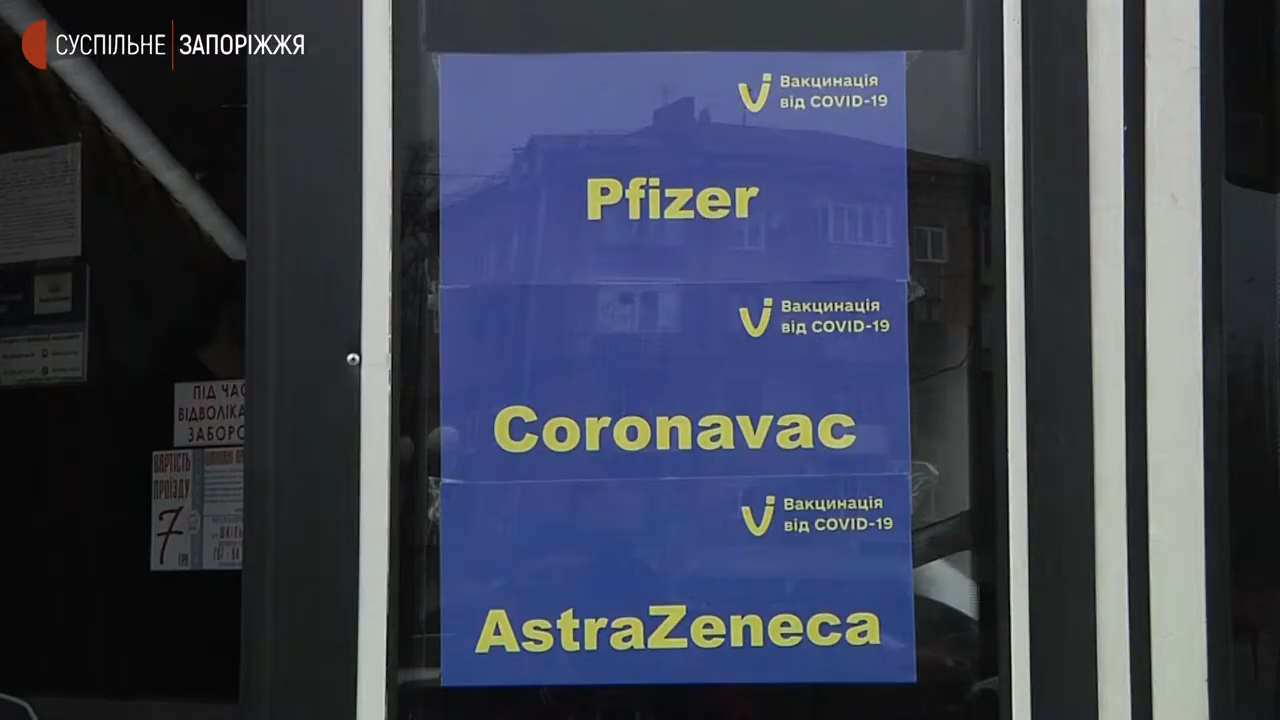 СУСПІЛЬНЕ ЗАПОРІЖЖЯ
Вакцинація
від COVID-19
Pfizer
Вакцинація
від COVID-19
Coronavac
Вакцинація
від COVID-19
AstraZeneca
ПІД ЧАС
ВІДВОЛІКА
ЗАБОРО
ВАРТІСТЬ
ПРОЇЗДУ
7
ГРН